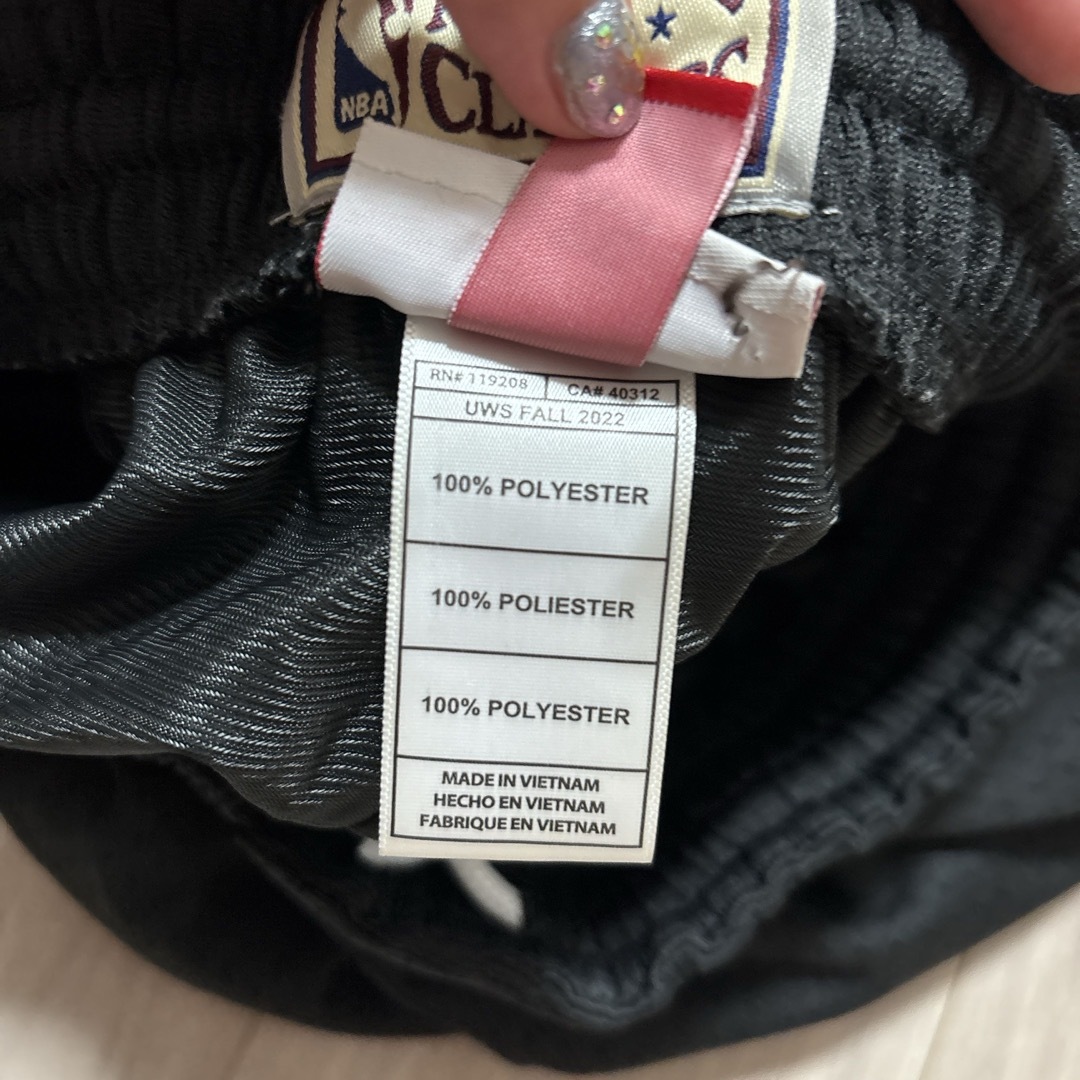 NBA
RN# 119208 CA# 40312
UWS FALL 2022
100% POLYESTER
100% POLIESTER
100% POLYESTER
MADE IN VIETNAM
HECHO EN VIETNAM
FABRIQUE EN VIETNAM